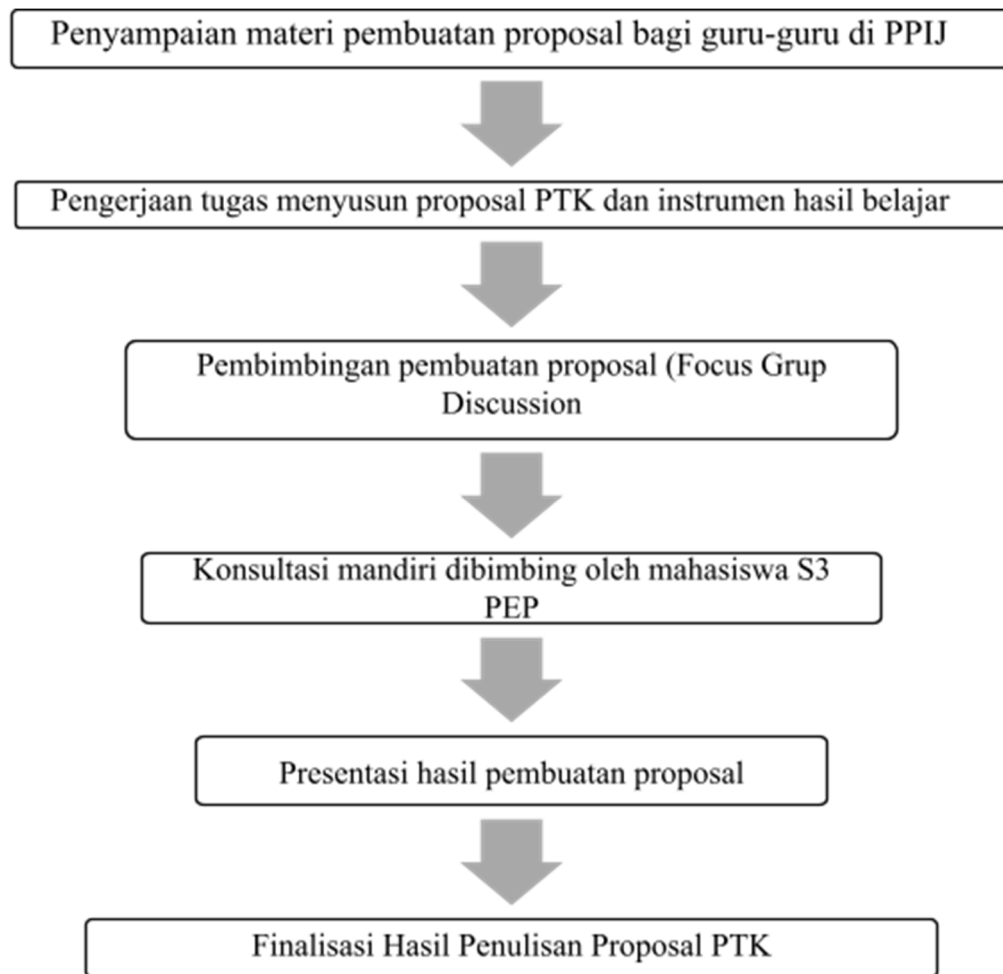 Penyampaian materi pembuatan proposal bagi guru-guru di PPIJ
Pengerjaan tugas menyusun proposal PTK dan instrumen hasil belajar
Pembimbingan pembuatan proposal (Focus Grup
Discussion
Konsultasi mandiri dibimbing oleh mahasiswa S3
PEP
Presentasi hasil pembuatan proposal
Finalisasi Hasil Penulisan Proposal PTK